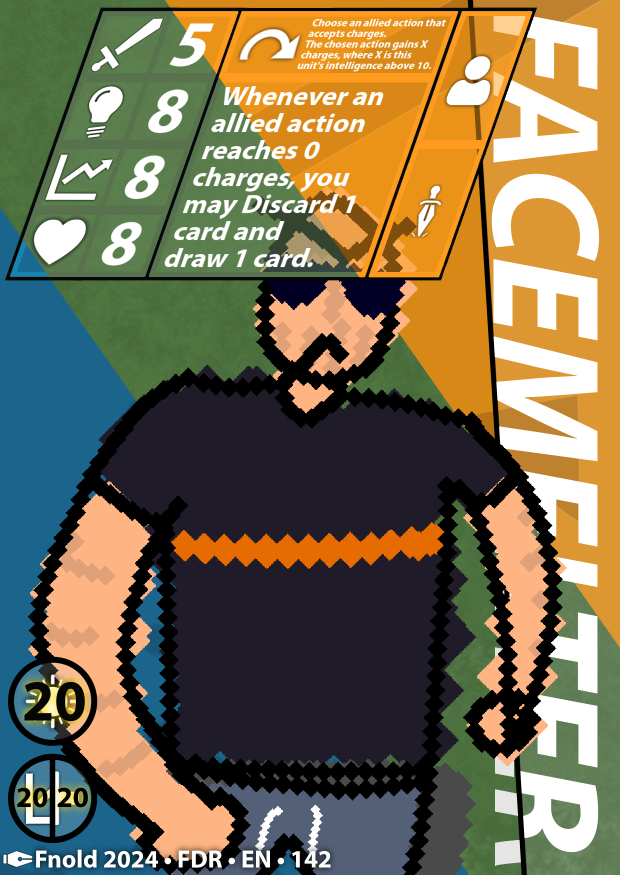 5
8
8
8
Choose an allied action that
accepts charges.
The chosen action gains X
charges, where X is this
unit's intelligence above 10.
Whenever an
allied action
reaches 0
charges, you
may Discard 1
card and
draw 1 card.
FACEMELTER
20
20 20
Fnold 2024 • FDR • EN • 142